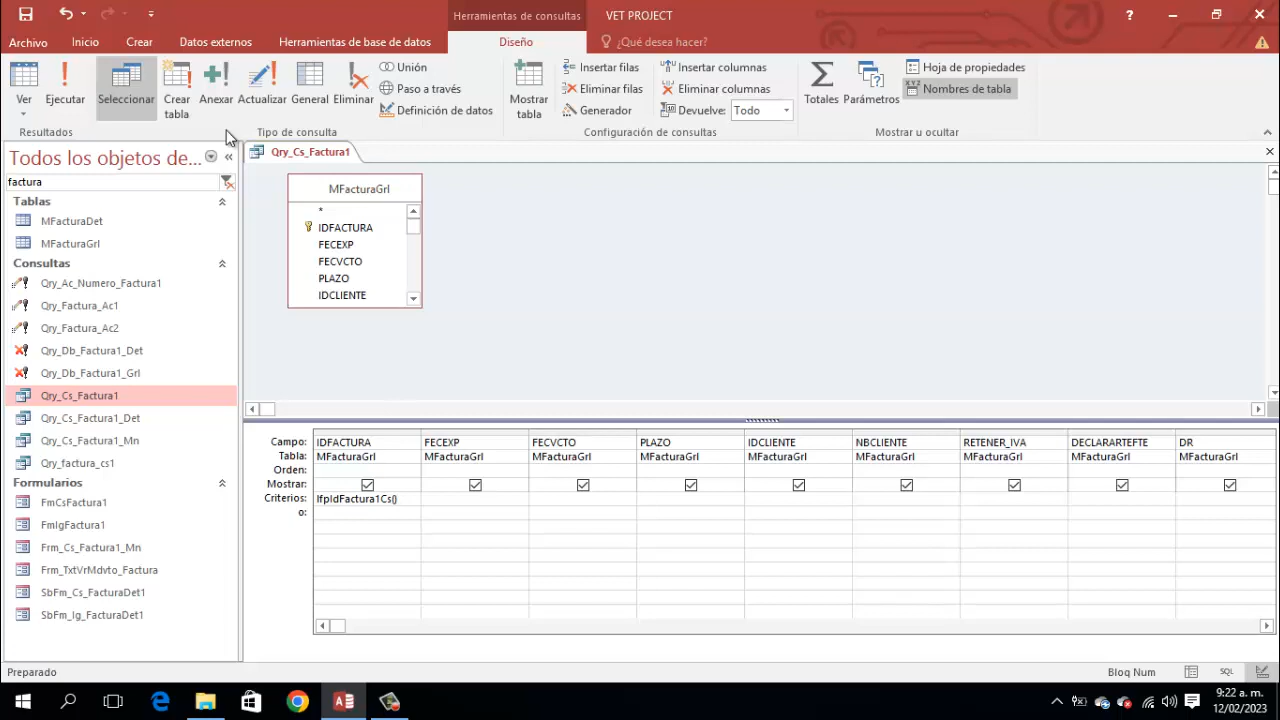 Herramientas de consultas
VET PROJECT
?
Archivo
Inicio
Crear
Datos externos
Herramientas de base de datos
Diseño
¿Qué desea hacer?
Ver
Ejecutar
Seleccionar
Crear tabla
Anexar
Actualizar
General
Eliminar
Unión
Paso a través
Definición de datos
Mostrar tabla
Insertar filas
Eliminar filas
Generador
Insertar columnas
Eliminar columnas
Devuelve: Todo
Totales
Parámetros
Hoja de propiedades
Nombres de tabla
Resultados
Tipo de consulta
Configuración de consultas
Mostrar u ocultar
Todos los objetos de...
factura
Tablas
MFacturaDet
MFacturaGrl
Consultas
Qry_Ac_Numero_Factura1
Qry_Factura_Ac1
Qry_Factura_Ac2
Qry_Db_Factura1_Det
Qry_Db_Factura1_Grl
Qry_Cs_Factura1
Qry_Cs_Factura1_Det
Qry_Cs_Factura1_Mn
Qry_factura_cs1
Formularios
FmCsFactura1
FmIgFactura1
Frm_Cs_Factura1_Mn
Frm_TxtVrMdvto_Factura
SbFm_Cs_FacturaDet1
SbFm_Ig_FacturaDet1
Qry_Cs_Factura1
MFacturaGrl
*
IDFACTURA
FECEXP
FECVCTO
PLAZO
IDCLIENTE
Campo: IDFACTURA FECEXP FECVCTO PLAZO IDCLIENTE NBCLIENTE RETENER_IVA DECLARARTEFTE DR
Tabla: MFacturaGrl MFacturaGrl MFacturaGrl MFacturaGrl MFacturaGrl MFacturaGrl MFacturaGrl MFacturaGrl MFacturaGrl
Orden:
Mostrar:
Criterios: IfpIdFactura1Cs()
o:
Preparado
Bloq Num
SQL
9:22 a. m.
12/02/2023